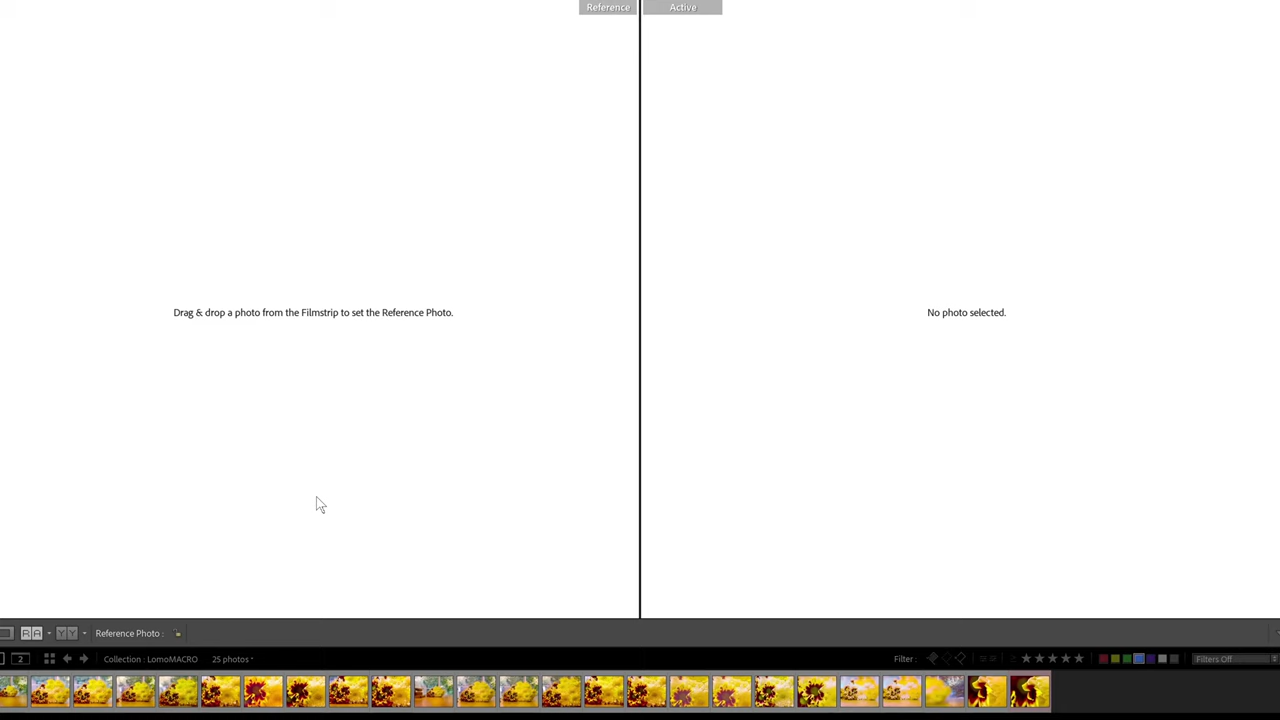 Reference
Active
Drag & drop a photo from the Filmstrip to set the Reference Photo.
No photo selected.
R A
Y Y
Reference Photo :
2
Collection : LomoMACRO
25 photos
Filter :
Filters Off